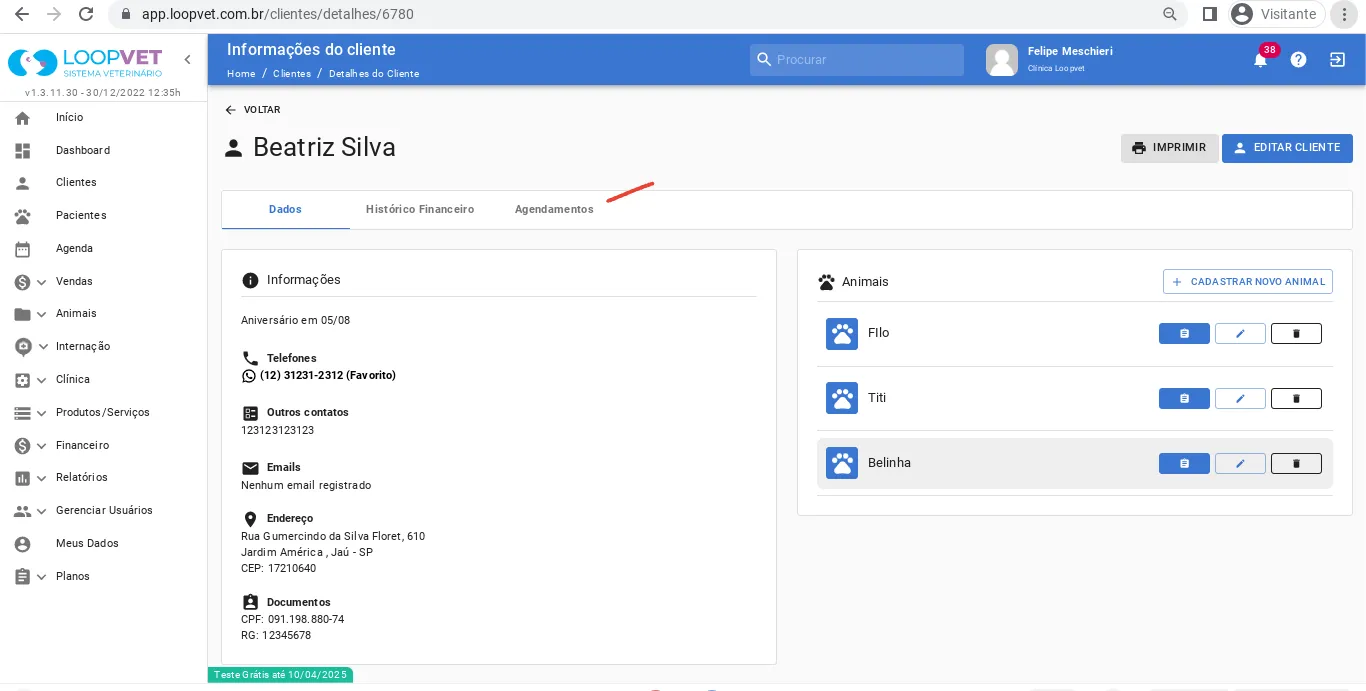 app.loopvet.com.br/clientes/detalhes/6780
Visitante
LOOPVET
SISTEMA VETERINÁRIO
v1.3.11.30 - 30/12/2022 12:35h
Informações do cliente
Home / Clientes / Detalhes do Cliente
Procurar
Felipe Meschieri
Clínica Loopvet
38
Início
Dashboard
Clientes
Pacientes
Agenda
Vendas
Animais
Internação
Clínica
Produtos/Serviços
Financeiro
Relatórios
Gerenciar Usuários
Meus Dados
Planos
VOLTAR
Beatriz Silva
IMPRIMIR
EDITAR CLIENTE
Dados
Histórico Financeiro
Agendamentos
Informações
Aniversário em 05/08
Telefones
(12) 31231-2312 (Favorito)
Outros contatos
123123123123
Emails
Nenhum email registrado
Endereço
Rua Gumercindo da Silva Floret, 610
Jardim América , Jaú - SP
CEP: 17210640
Documentos
CPF: 091.198.880-74
RG: 12345678
Animais
CADASTRAR NOVO ANIMAL
FIlo
Titi
Belinha
Teste Grátis até 10/04/2025